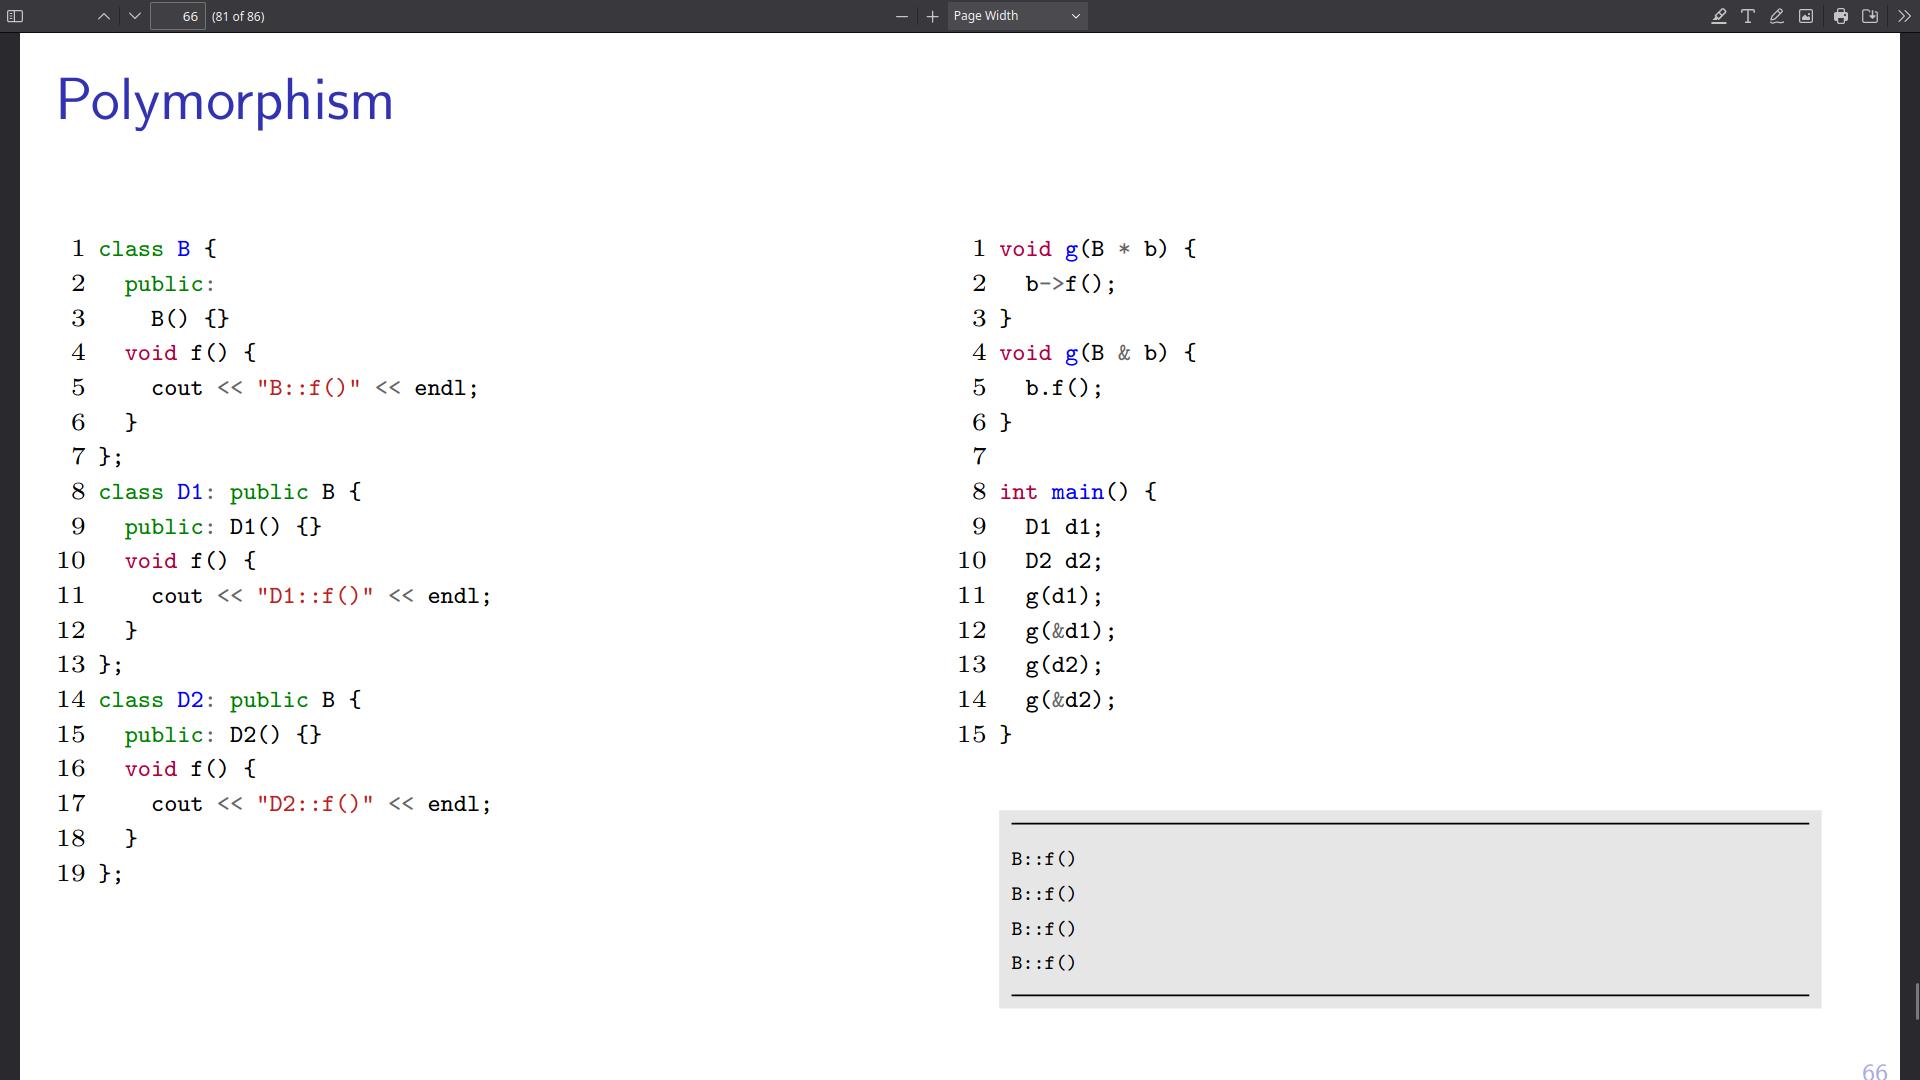 66 (81 of 86) Page Width
Polymorphism
1 class B {
2   public:
3     B() {}
4   void f() {
5     cout << "B::f()" << endl;
6   }
7 };
8 class D1: public B {
9   public: D1() {}
10   void f() {
11     cout << "D1::f()" << endl;
12   }
13 };
14 class D2: public B {
15   public: D2() {}
16   void f() {
17     cout << "D2::f()" << endl;
18   }
19 };
1 void g(B * b) {
2   b->f();
3 }
4 void g(B & b) {
5   b.f();
6 }
7
8 int main() {
9   D1 d1;
10   D2 d2;
11   g(d1);
12   g(&d1);
13   g(d2);
14   g(&d2);
15 }
B::f()
B::f()
B::f()
B::f()
66